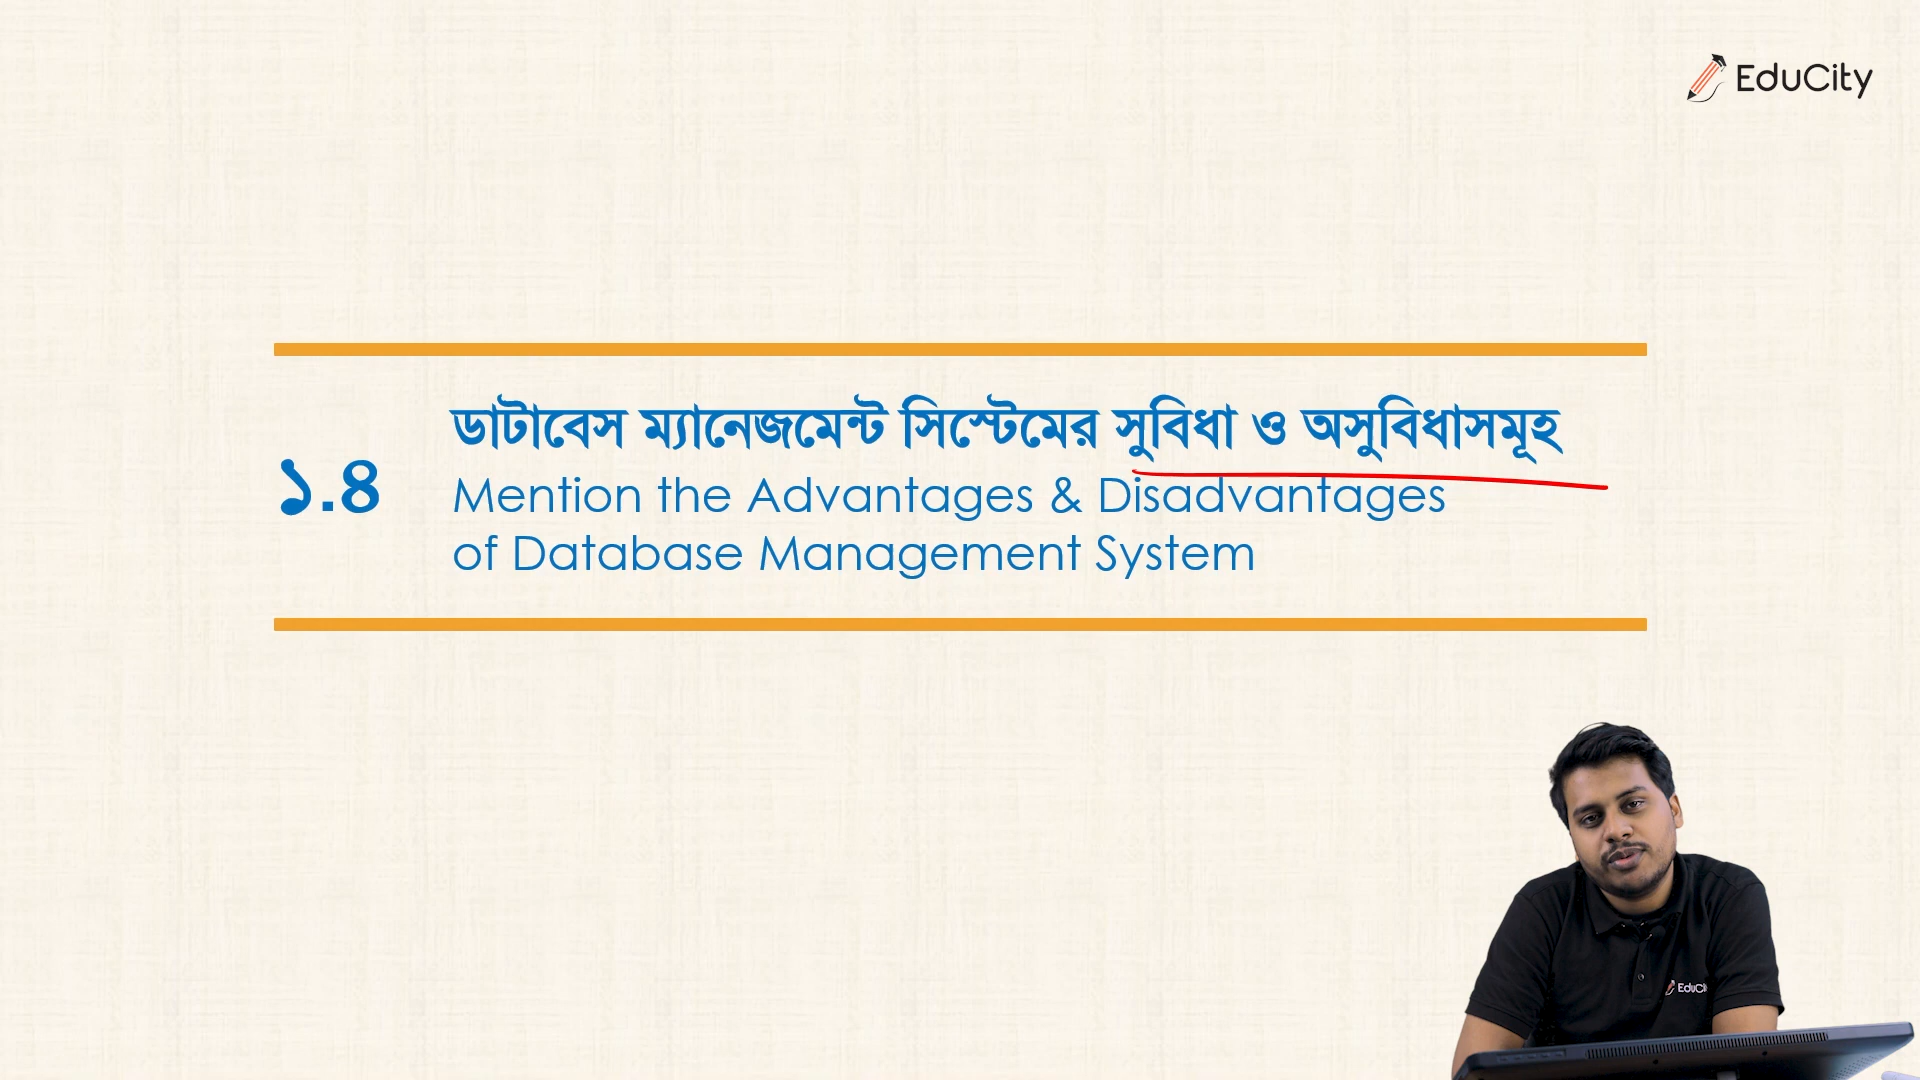 EduCity
ডাটাবেস ম্যানেজমেন্ট সিস্টেমের সুবিধা ও অসুবিধাসমূহ
১.৪
Mention the Advantages & Disadvantages
of Database Management System